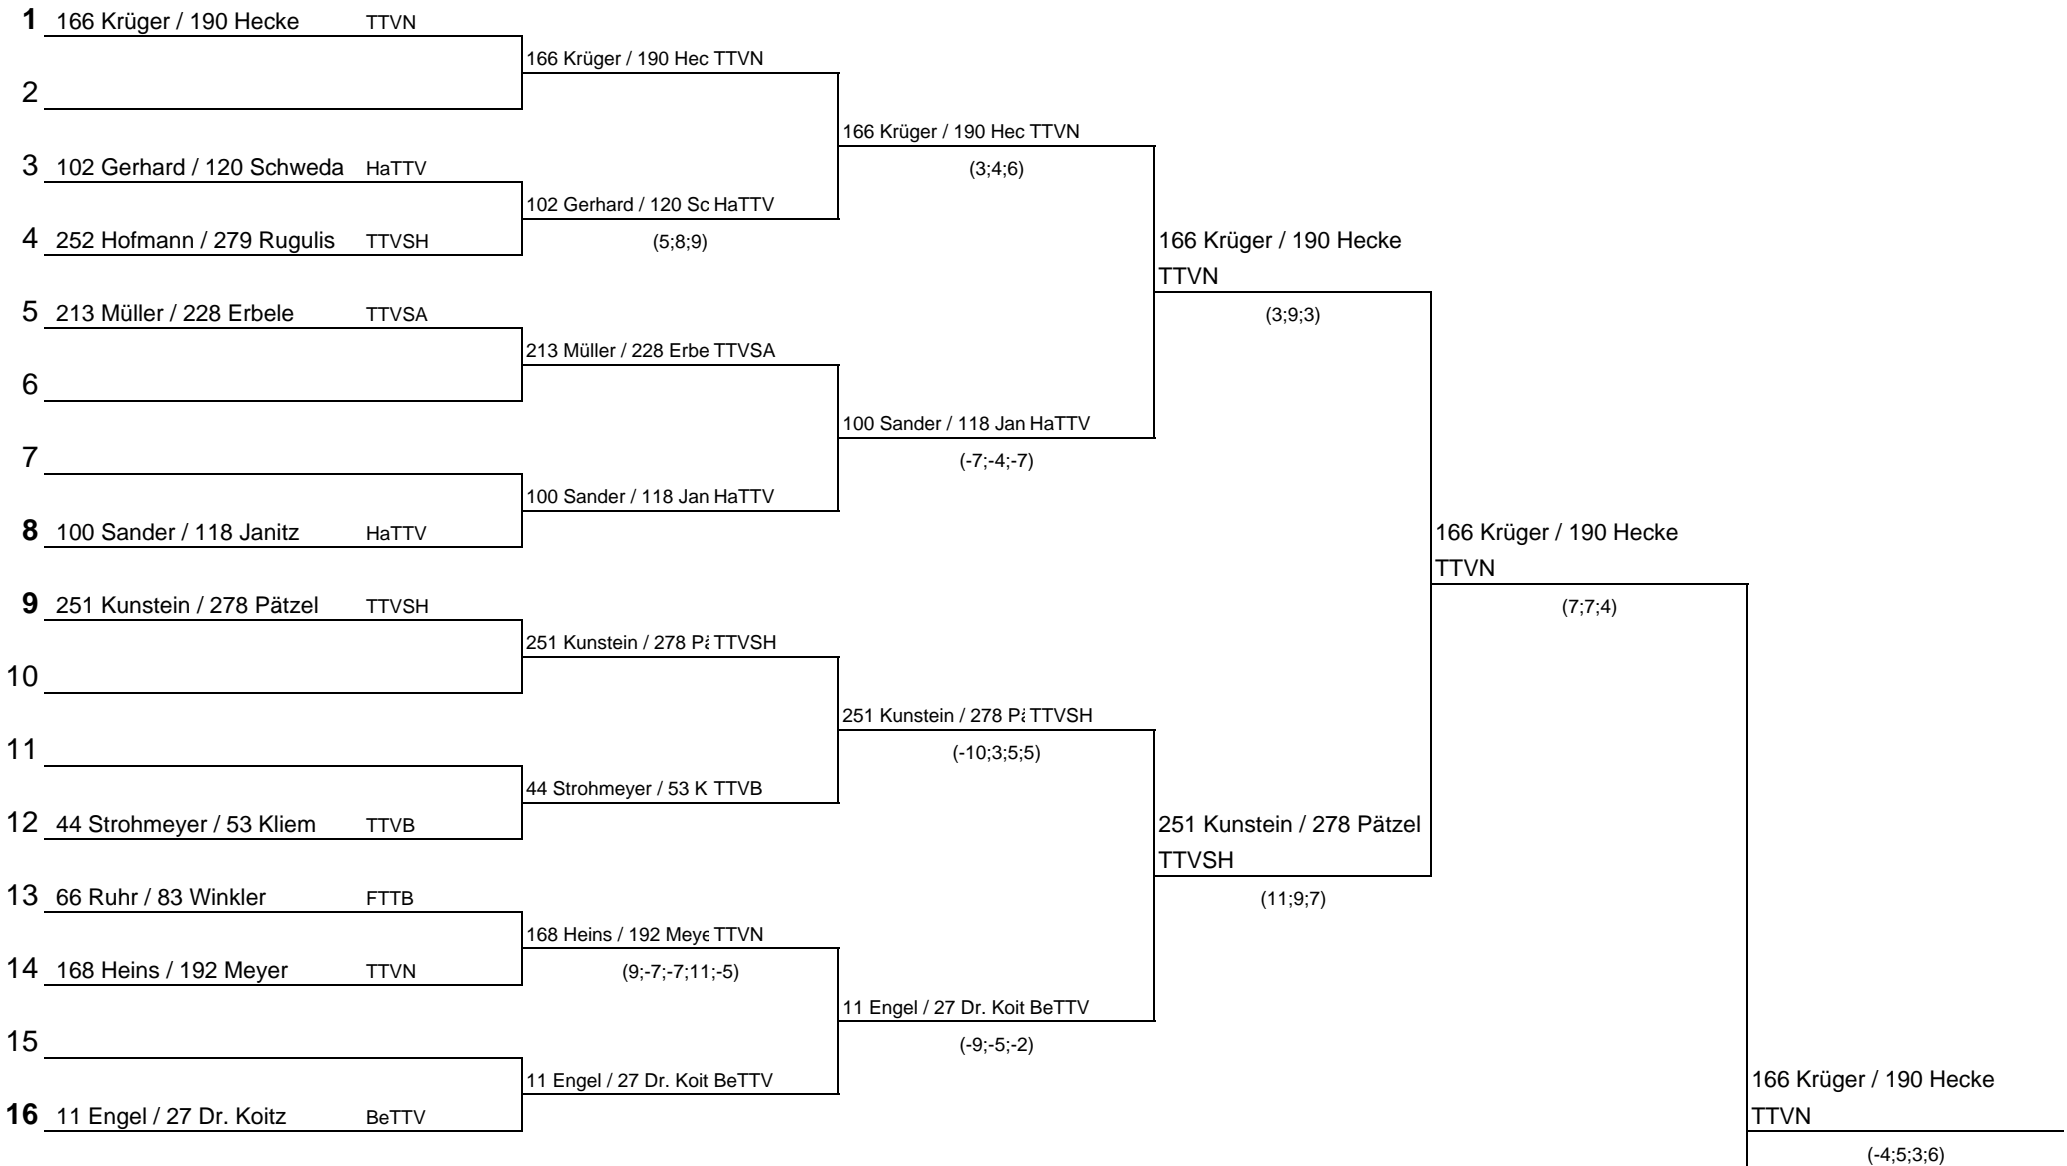 1 166 Krüger / 190 Hecke TTVN
166 Krüger / 190 Hec TTVN
2
166 Krüger / 190 Hec TTVN
3 102 Gerhard / 120 Schweda HaTTV
(3;4;6)
102 Gerhard / 120 Sc HaTTV
4 252 Hofmann / 279 Rugulis TTVSH
(5;8;9)
166 Krüger / 190 Hecke
TTVN
5 213 Müller / 228 Erbele TTVSA
(3;9;3)
213 Müller / 228 Erbe TTVSA
6
100 Sander / 118 Jan HaTTV
7
(-7;-4;-7)
100 Sander / 118 Jan HaTTV
8 100 Sander / 118 Janitz HaTTV
166 Krüger / 190 Hecke
TTVN
9 251 Kunstein / 278 Pätzel TTVSH
(7;7;4)
251 Kunstein / 278 Pä TTVSH
10
251 Kunstein / 278 Pä TTVSH
11
(-10;3;5;5)
44 Strohmeyer / 53 K TTVB
12 44 Strohmeyer / 53 Kliem TTVB
251 Kunstein / 278 Pätzel
TTVSH
13 66 Ruhr / 83 Winkler FTTB
(11;9;7)
168 Heins / 192 Meye TTVN
14 168 Heins / 192 Meyer TTVN
(9;-7;-7;11;-5)
11 Engel / 27 Dr. Koit BeTTV
15
(-9;-5;-2)
11 Engel / 27 Dr. Koit BeTTV
166 Krüger / 190 Hecke
16 11 Engel / 27 Dr. Koitz BeTTV
TTVN
(-4;5;3;6)